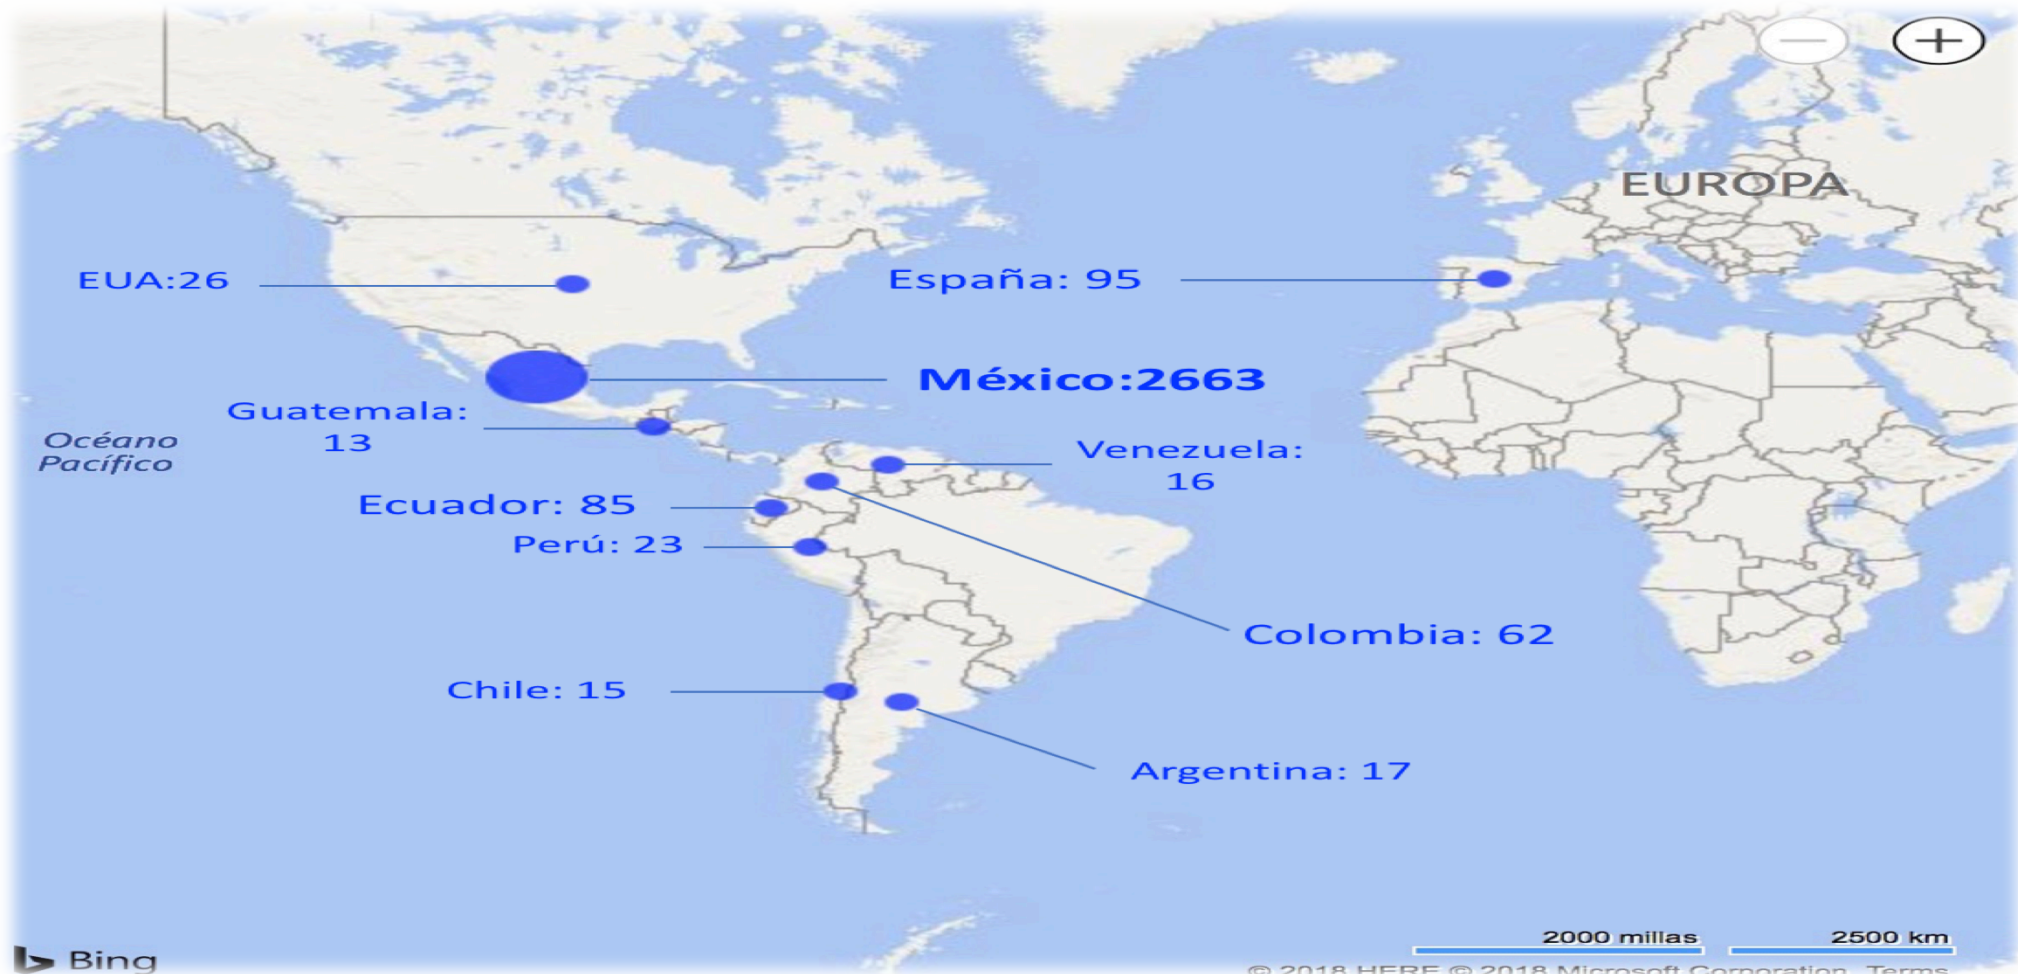 EUROPA
EUA:26
España: 95
México:2663
Guatemala:
13
Océano
Pacífico
Venezuela:
16
Ecuador: 85
Perú: 23
Colombia: 62
Chile: 15
Argentina: 17
2000 millas
2500 km
Bing
© 2018 HERE © 2018 Microsoft Corporation Terms